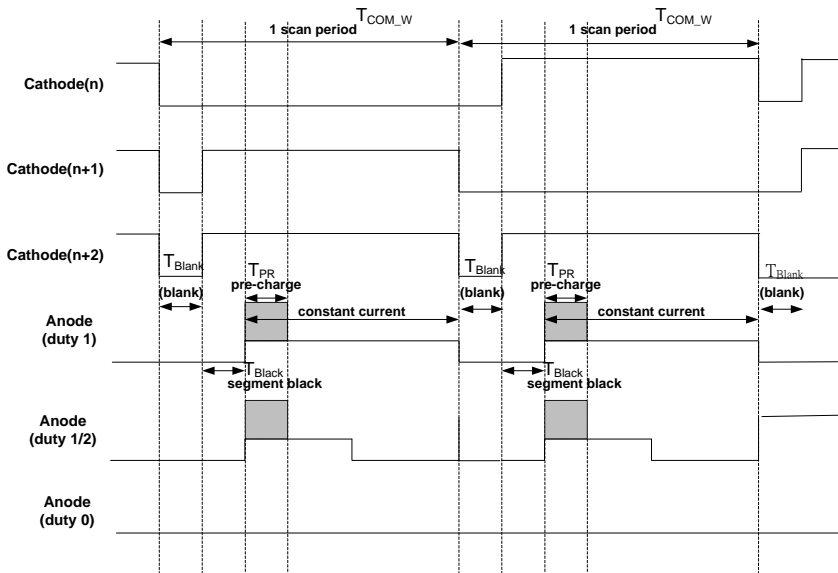 T_COM_W T_COM_W
1 scan period 1 scan period
Cathode(n)
Cathode(n+1)
Cathode(n+2)
T_Blank T_PR T_Blank T_PR T_Blank
(blank) pre-charge (blank) pre-charge (blank)
Anode
(duty 1)
constant current constant current
T_Black T_Black
segment black segment black
Anode
(duty 1/2)
Anode
(duty 0)